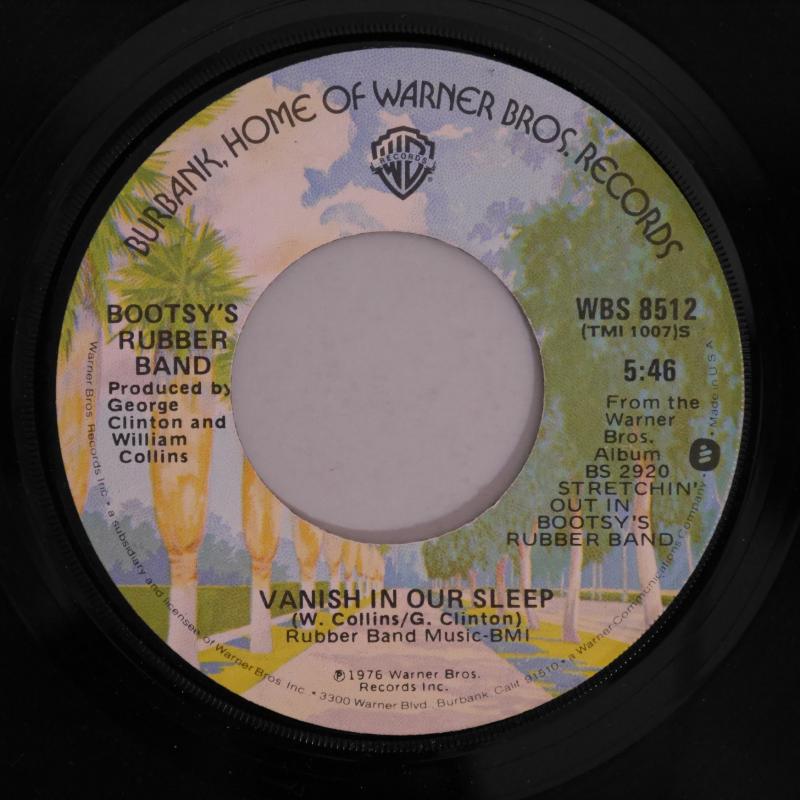 BURBANK, HOME OF WARNER BROS. RECORDS
W RECORDS ®
BOOTSY'S
RUBBER
BAND
Produced by
George
Clinton and
William
Collins
WBS 8512
(TMI 1007)S
5:46
From the
Warner
Bros.
Album
BS 2920
STRETCHIN'
OUT IN
BOOTSY'S
RUBBER BAND
VANISH IN OUR SLEEP
(W. Collins/G. Clinton)
Rubber Band Music-BMI
℗1976 Warner Bros.
Records Inc.
Warner Bros. Records Inc. • a subsidiary and licensee of Warner Bros. Inc. • 3300 Warner Blvd., Burbank, Calif. 91510 • a Warner Communications Company • Made in U S A